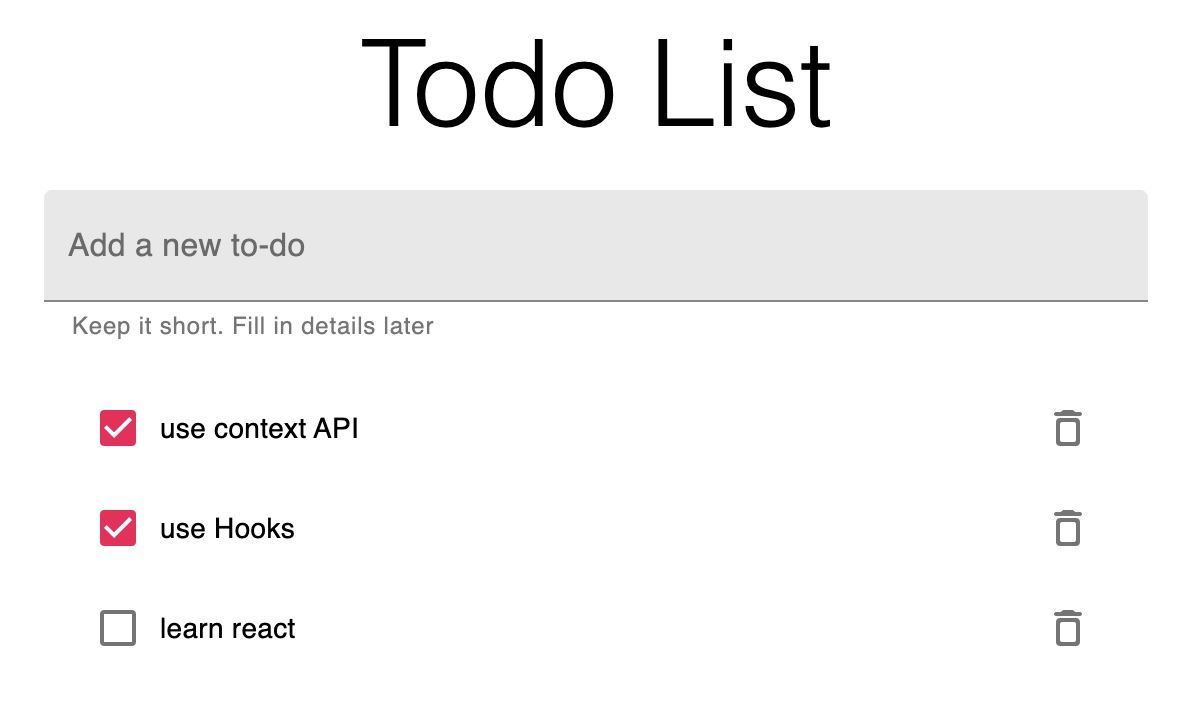 Todo List
Add a new to-do
Keep it short. Fill in details later
use context API
use Hooks
learn react